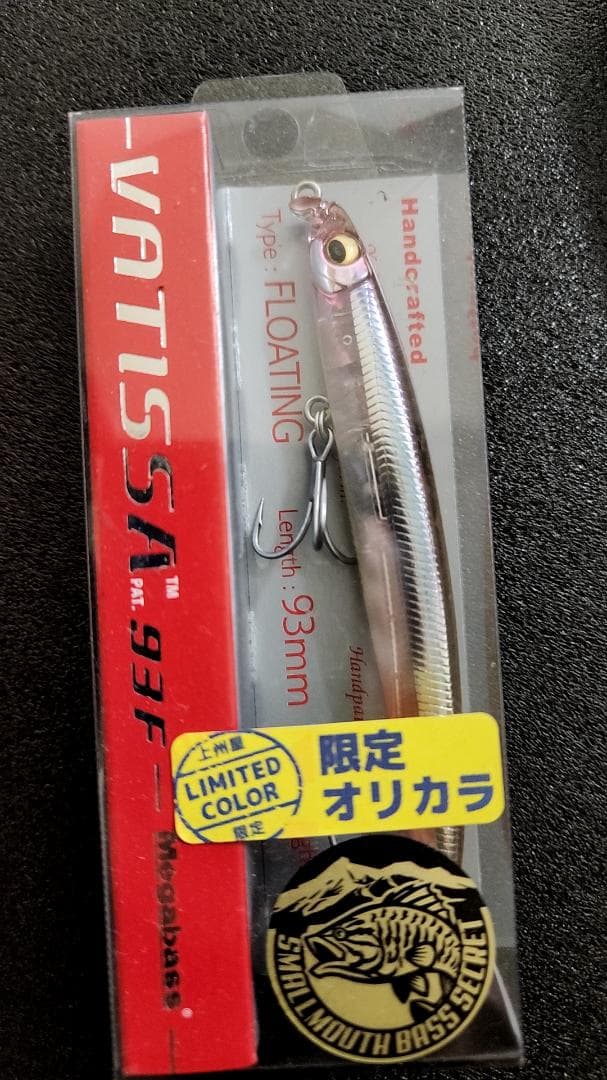 VATISSA™
PAT. 93F
Megabass®
Handcrafted
Type : FLOATING
Length : 93mm
上州屋
LIMITED
COLOR
限定
限定
オリカラ
SMALLMOUTH BASS SECRET